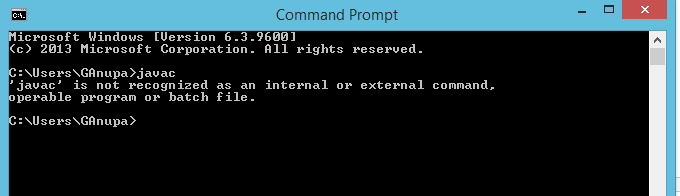 Command Prompt
Microsoft Windows [Version 6.3.9600]
(c) 2013 Microsoft Corporation. All rights reserved.
C:\Users\GAnupa>javac
'javac' is not recognized as an internal or external command,
operable program or batch file.
C:\Users\GAnupa>